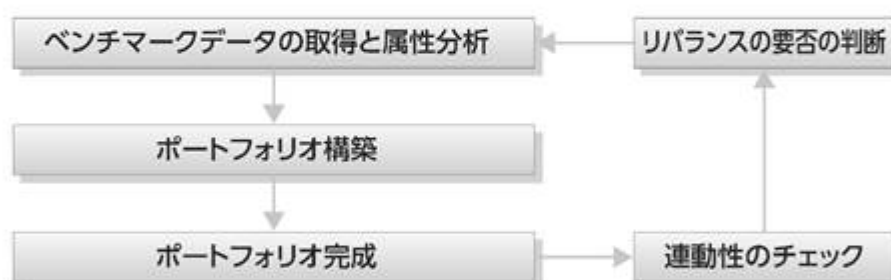 ベンチマークデータの取得と属性分析
リバランスの要否の判断
ポートフォリオ構築
ポートフォリオ完成
連動性のチェック